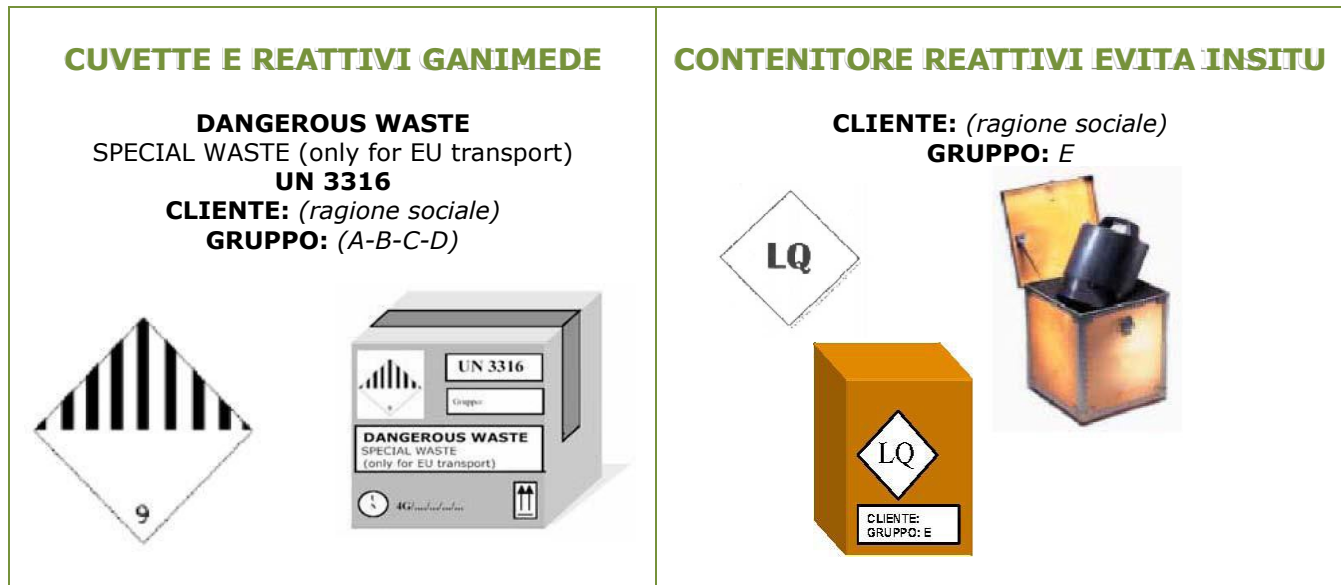 CUVETTE E REATTIVI GANIMEDE
DANGEROUS WASTE
SPECIAL WASTE (only for EU transport)
UN 3316
CLIENTE: (ragione sociale)
GRUPPO: (A-B-C-D)
9
UN 3316
Gruppo:
9
DANGEROUS WASTE
SPECIAL WASTE
(only for EU transport)
4G/..../..../..../....
CONTENITORE REATTIVI EVITA INSITU
CLIENTE: (ragione sociale)
GRUPPO: E
LQ
LQ
CLIENTE:
GRUPPO: E